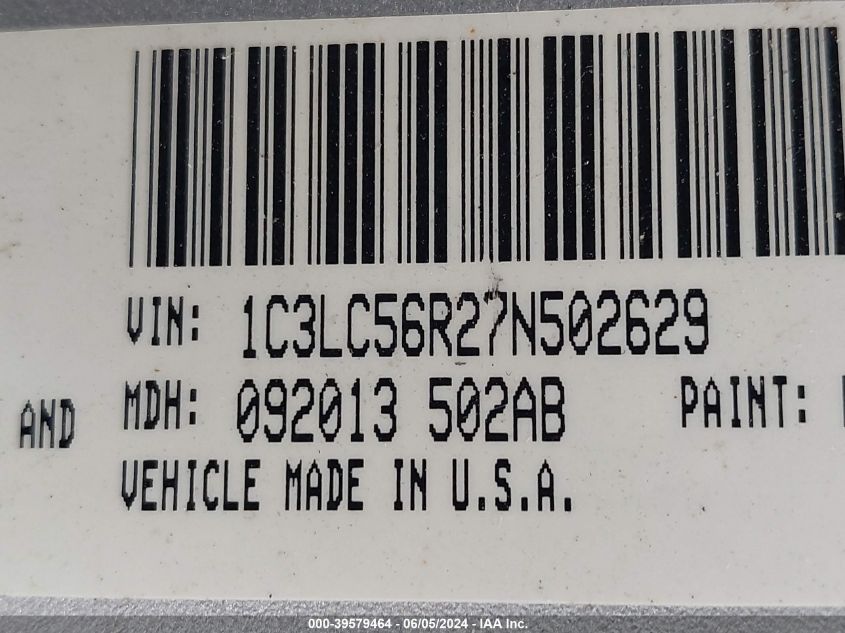 VIN: 1C3LC56R27N502629
AND MDH: 092013 502AB PAINT:
VEHICLE MADE IN U.S.A.
000-39579464 - 06/05/2024 - IAA Inc.